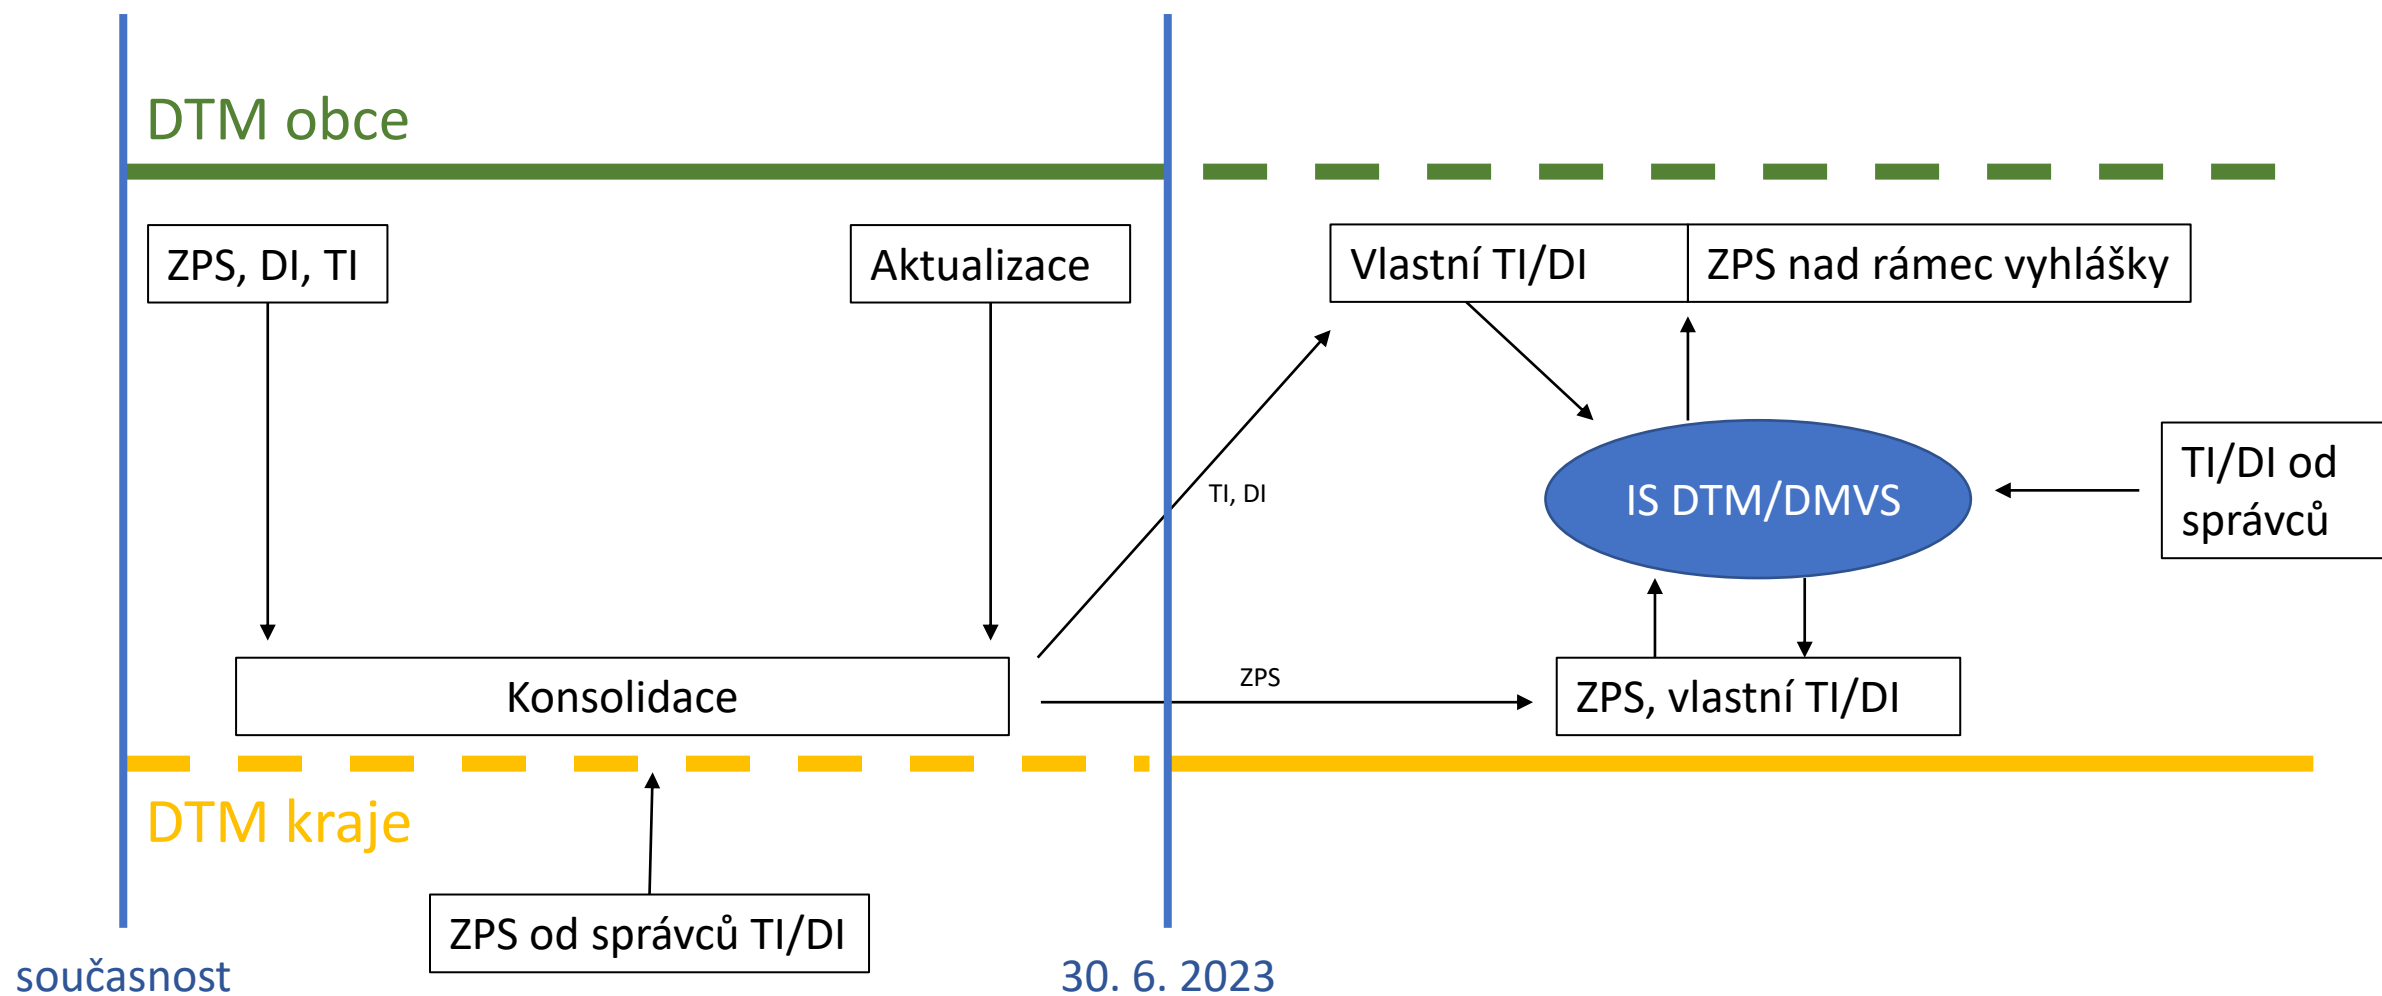 DTM obce
ZPS, DI, TI
Aktualizace
Vlastní TI/DI
ZPS nad rámec vyhlášky
TI, DI
IS DTM/DMVS
TI/DI od
správců
Konsolidace
ZPS
ZPS, vlastní TI/DI
DTM kraje
ZPS od správců TI/DI
současnost
30. 6. 2023